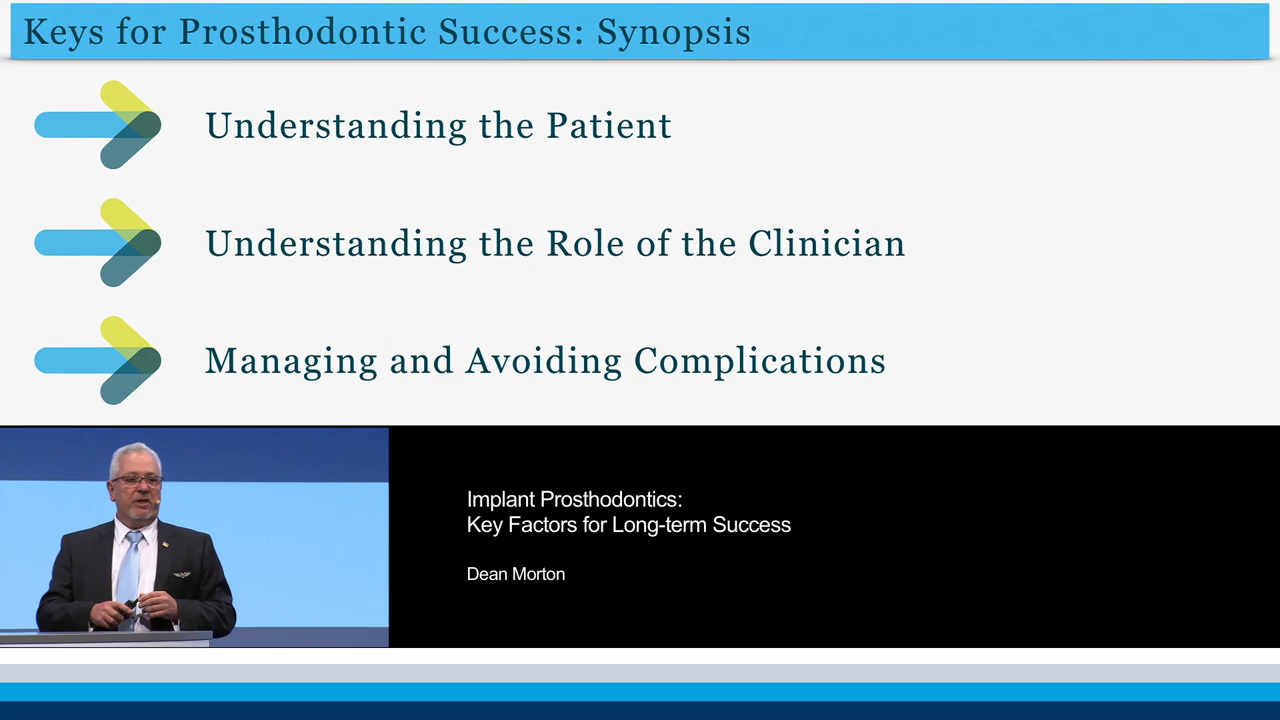 Keys for Prosthodontic Success: Synopsis
Understanding the Patient
Understanding the Role of the Clinician
Managing and Avoiding Complications
Implant Prosthodontics:
Key Factors for Long-term Success
Dean Morton